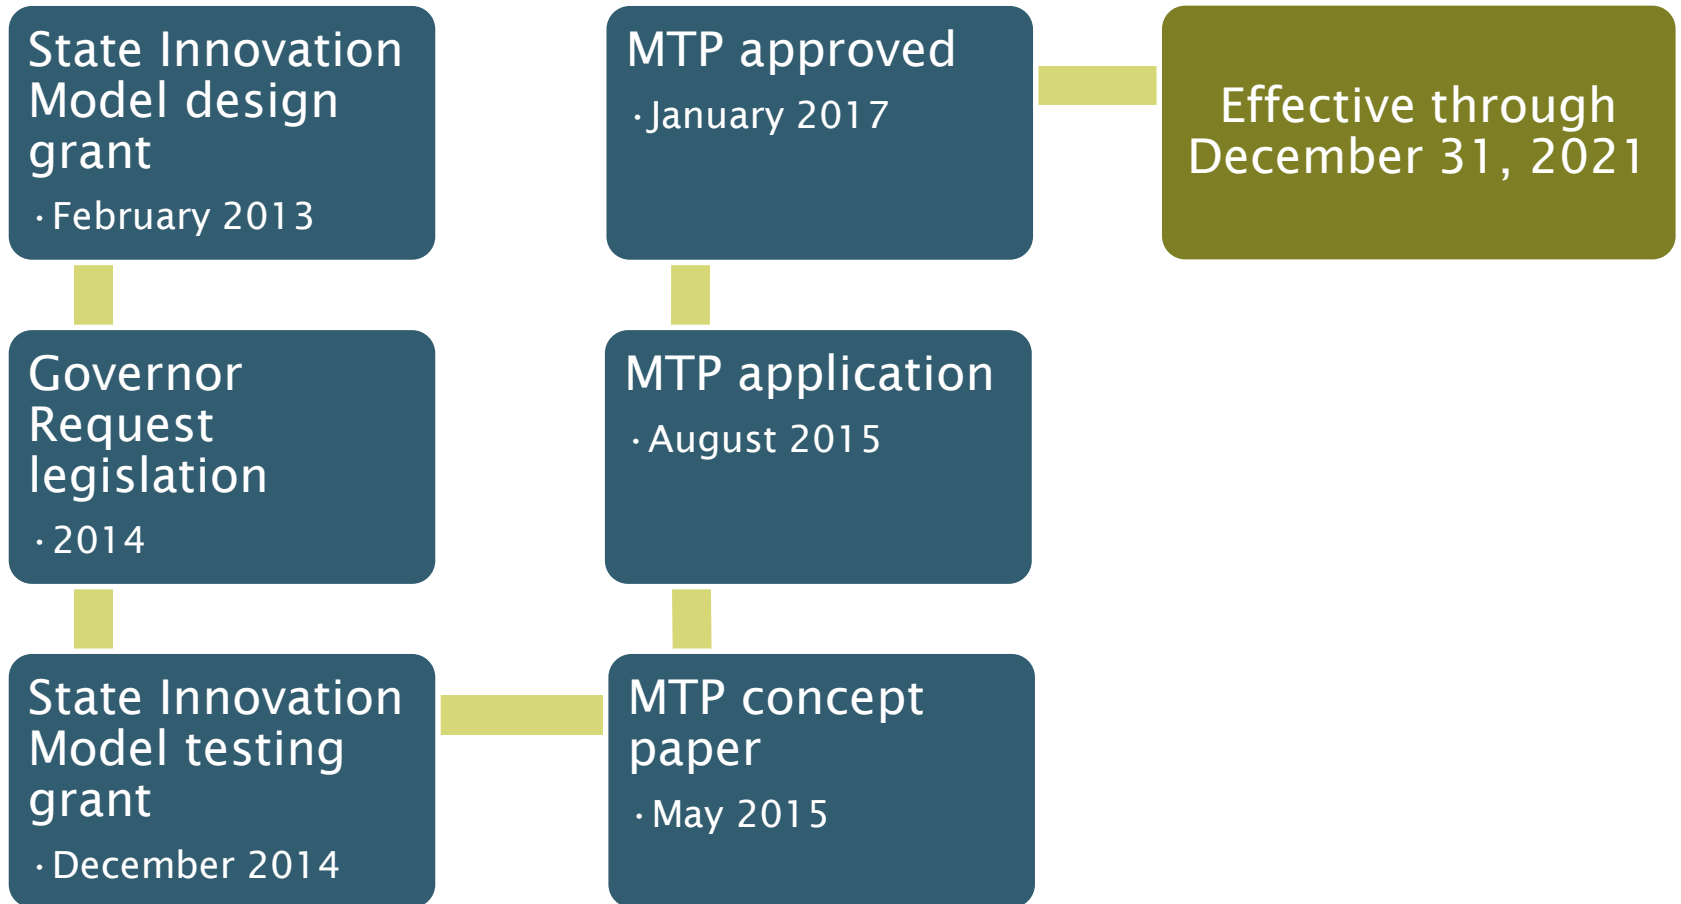 State Innovation
Model design
grant
· February 2013
Governor
Request
legislation
· 2014
State Innovation
Model testing
grant
· December 2014
MTP concept
paper
· May 2015
MTP application
· August 2015
MTP approved
· January 2017
Effective through
December 31, 2021